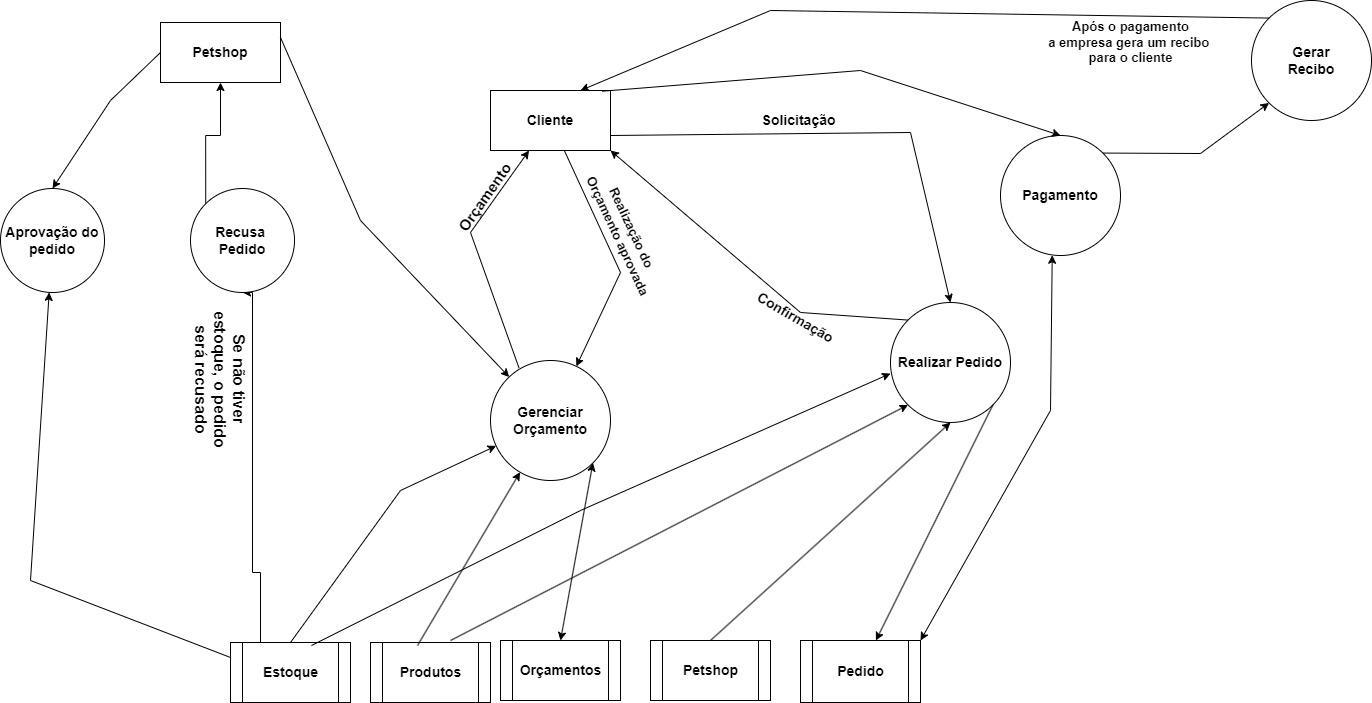 Petshop
Após o pagamento
a empresa gera um recibo
para o cliente
Gerar
Recibo
Cliente
Solicitação
Pagamento
Orçamento
Realização do
Orçamento aprovada
Aprovação do
pedido
Recusa
Pedido
Confirmação
Se não tiver
estoque, o pedido
será recusado
Realizar Pedido
Gerenciar
Orçamento
Estoque
Produtos
Orçamentos
Petshop
Pedido